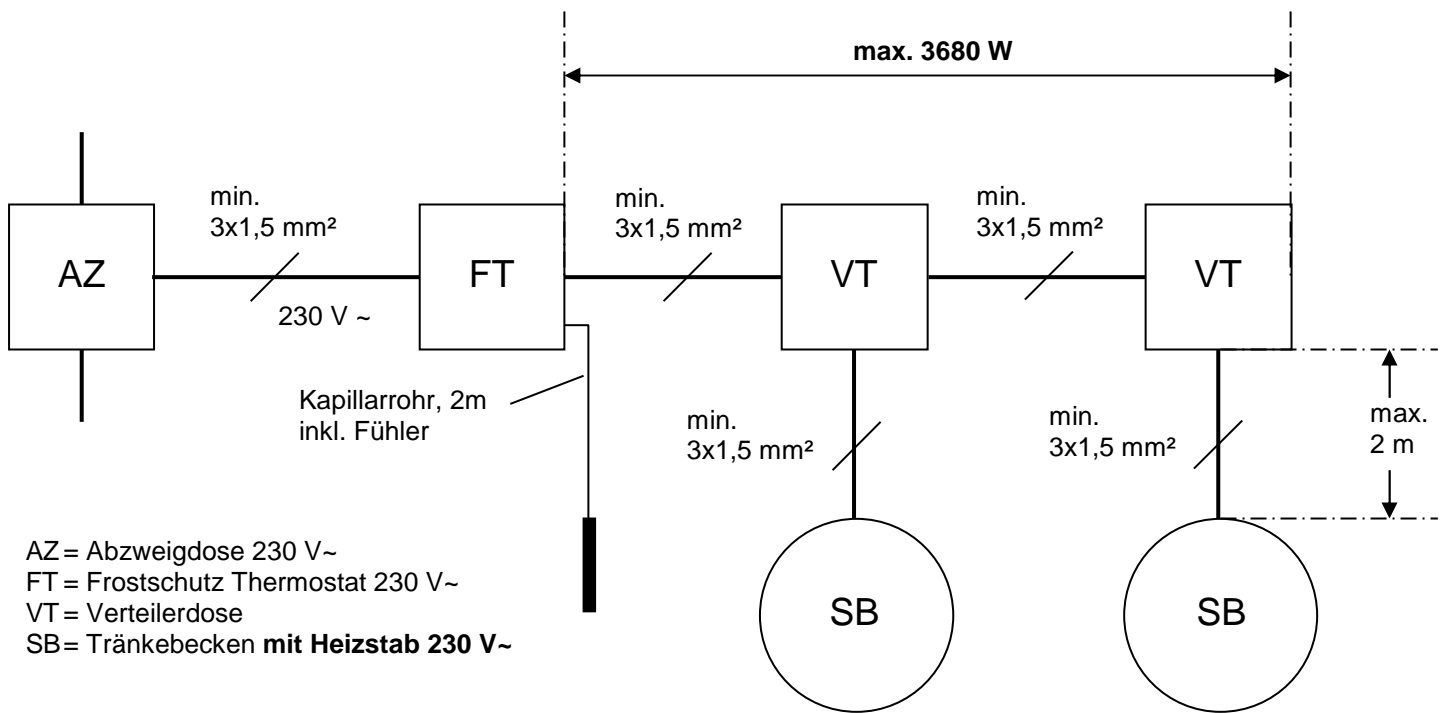 max. 3680 W
min.
3x1,5 mm²
min.
3x1,5 mm²
min.
3x1,5 mm²
AZ
FT
VT
VT
230 V ~
Kapillarrohr, 2m
inkl. Fühler
min.
3x1,5 mm²
min.
3x1,5 mm²
max.
2 m
AZ = Abzweigdose 230 V~
FT = Frostschutz Thermostat 230 V~
VT = Verteilerdose
SB = Tränkebecken mit Heizstab 230 V~
SB
SB